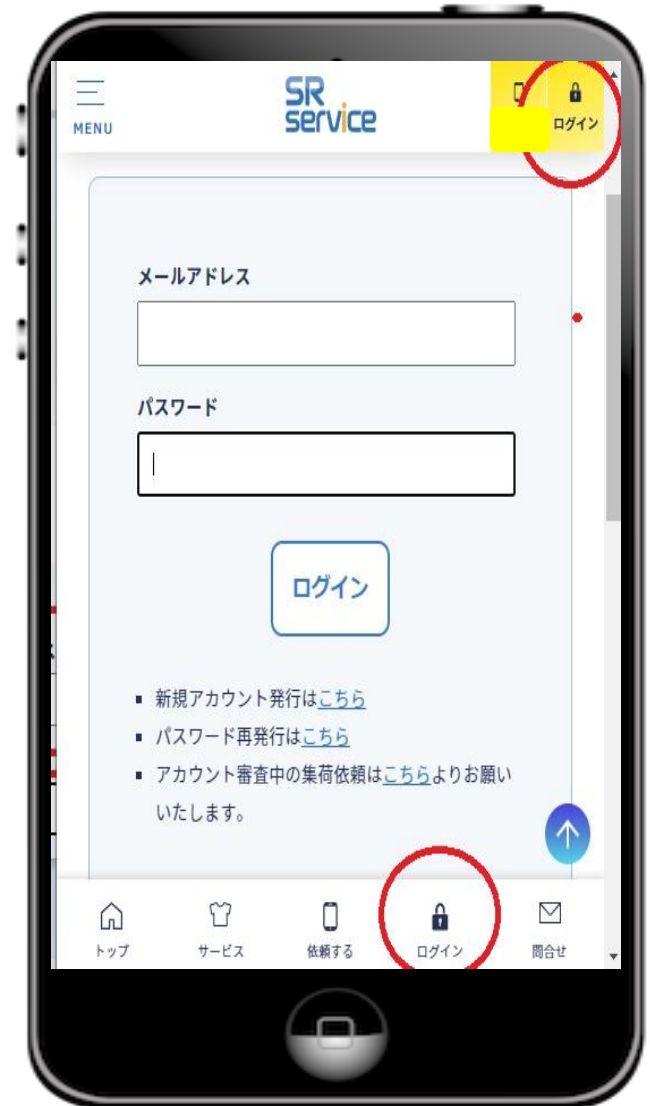 SR
service
MENU
ログイン
メールアドレス
パスワード
ログイン
新規アカウント発行はこちら
パスワード再発行はこちら
アカウント審査中の集荷依頼はこちらよりお願い
いたします。
トップ
サービス
依頼する
ログイン
問合せ